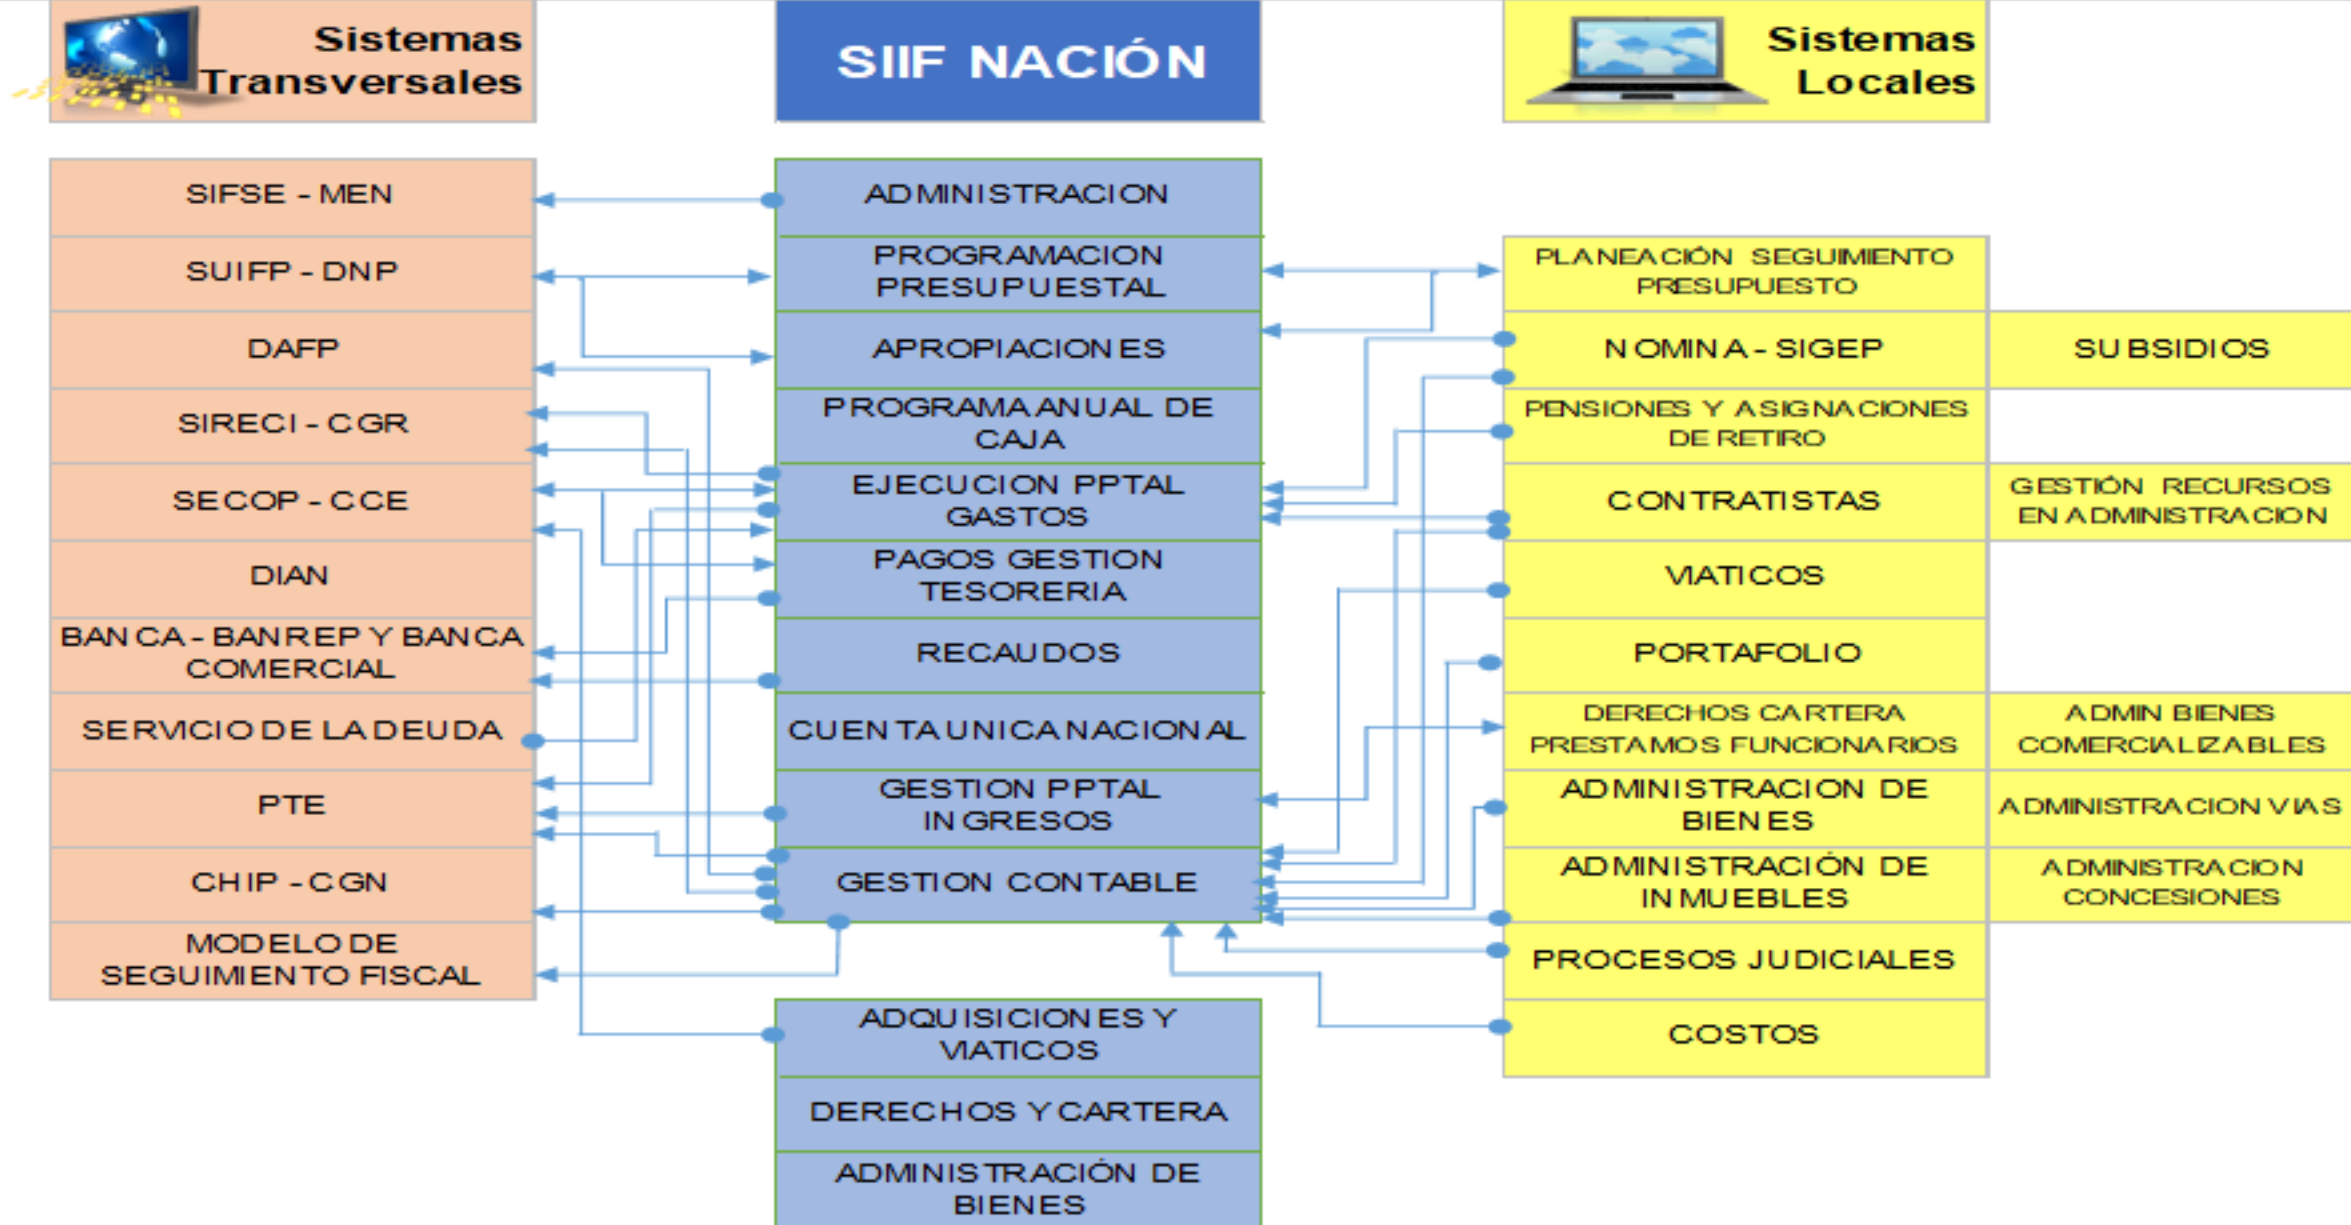 Sistemas
Transversales
SIIF NACIÓN
Sistemas
Locales
SIFSE - MEN
SUIFP - DNP
DAFP
SIRECI - CGR
SECOP - CCE
DIAN
BANCA - BANREP Y BANCA
COMERCIAL
SERVICIO DE LA DEUDA
PTE
CHIP - CGN
MODELO DE
SEGUIMIENTO FISCAL
ADMINISTRACION
PROGRAMACION
PRESUPUESTAL
APROPIACIONES
PROGRAMA ANUAL DE
CAJA
EJECUCION PPTAL
GASTOS
PAGOS GESTION
TESORERIA
RECAUDOS
CUENTA UNICA NACIONAL
GESTION PPTAL
INGRESOS
GESTION CONTABLE
ADQUISICIONES Y
VIATICOS
DERECHOS Y CARTERA
ADMINISTRACIÓN DE
BIENES
PLANEACIÓN SEGUIMIENTO
PRESUPUESTO
NOMINA - SIGEP
PENSIONES Y ASIGNACIONES
DE RETIRO
CONTRATISTAS
VIATICOS
PORTAFOLIO
DERECHOS CARTERA
PRESTAMOS FUNCIONARIOS
ADMINISTRACION DE
BIENES
ADMINISTRACIÓN DE
INMUEBLES
PROCESOS JUDICIALES
COSTOS
SUBSIDIOS
GESTIÓN RECURSOS
EN ADMINISTRACION
ADMIN BIENES
COMERCIALIZABLES
ADMINISTRACION VIAS
ADMINISTRACION
CONCESIONES